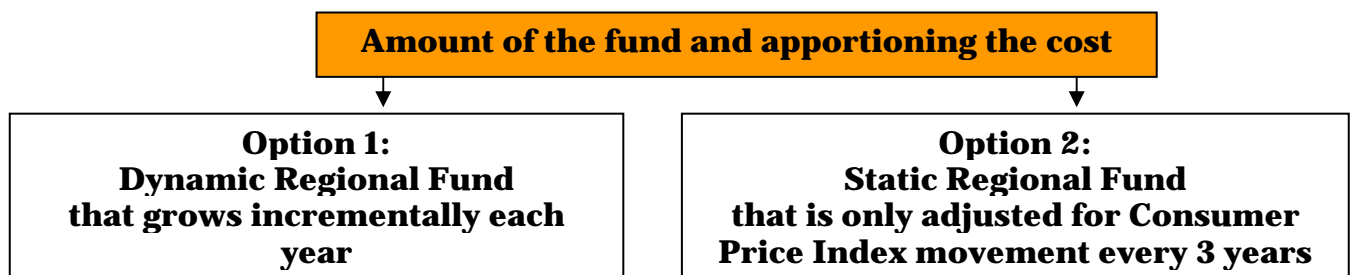 Amount of the fund and apportioning the cost
Option 1:
Dynamic Regional Fund
that grows incrementally each
year
Option 2:
Static Regional Fund
that is only adjusted for Consumer
Price Index movement every 3 years